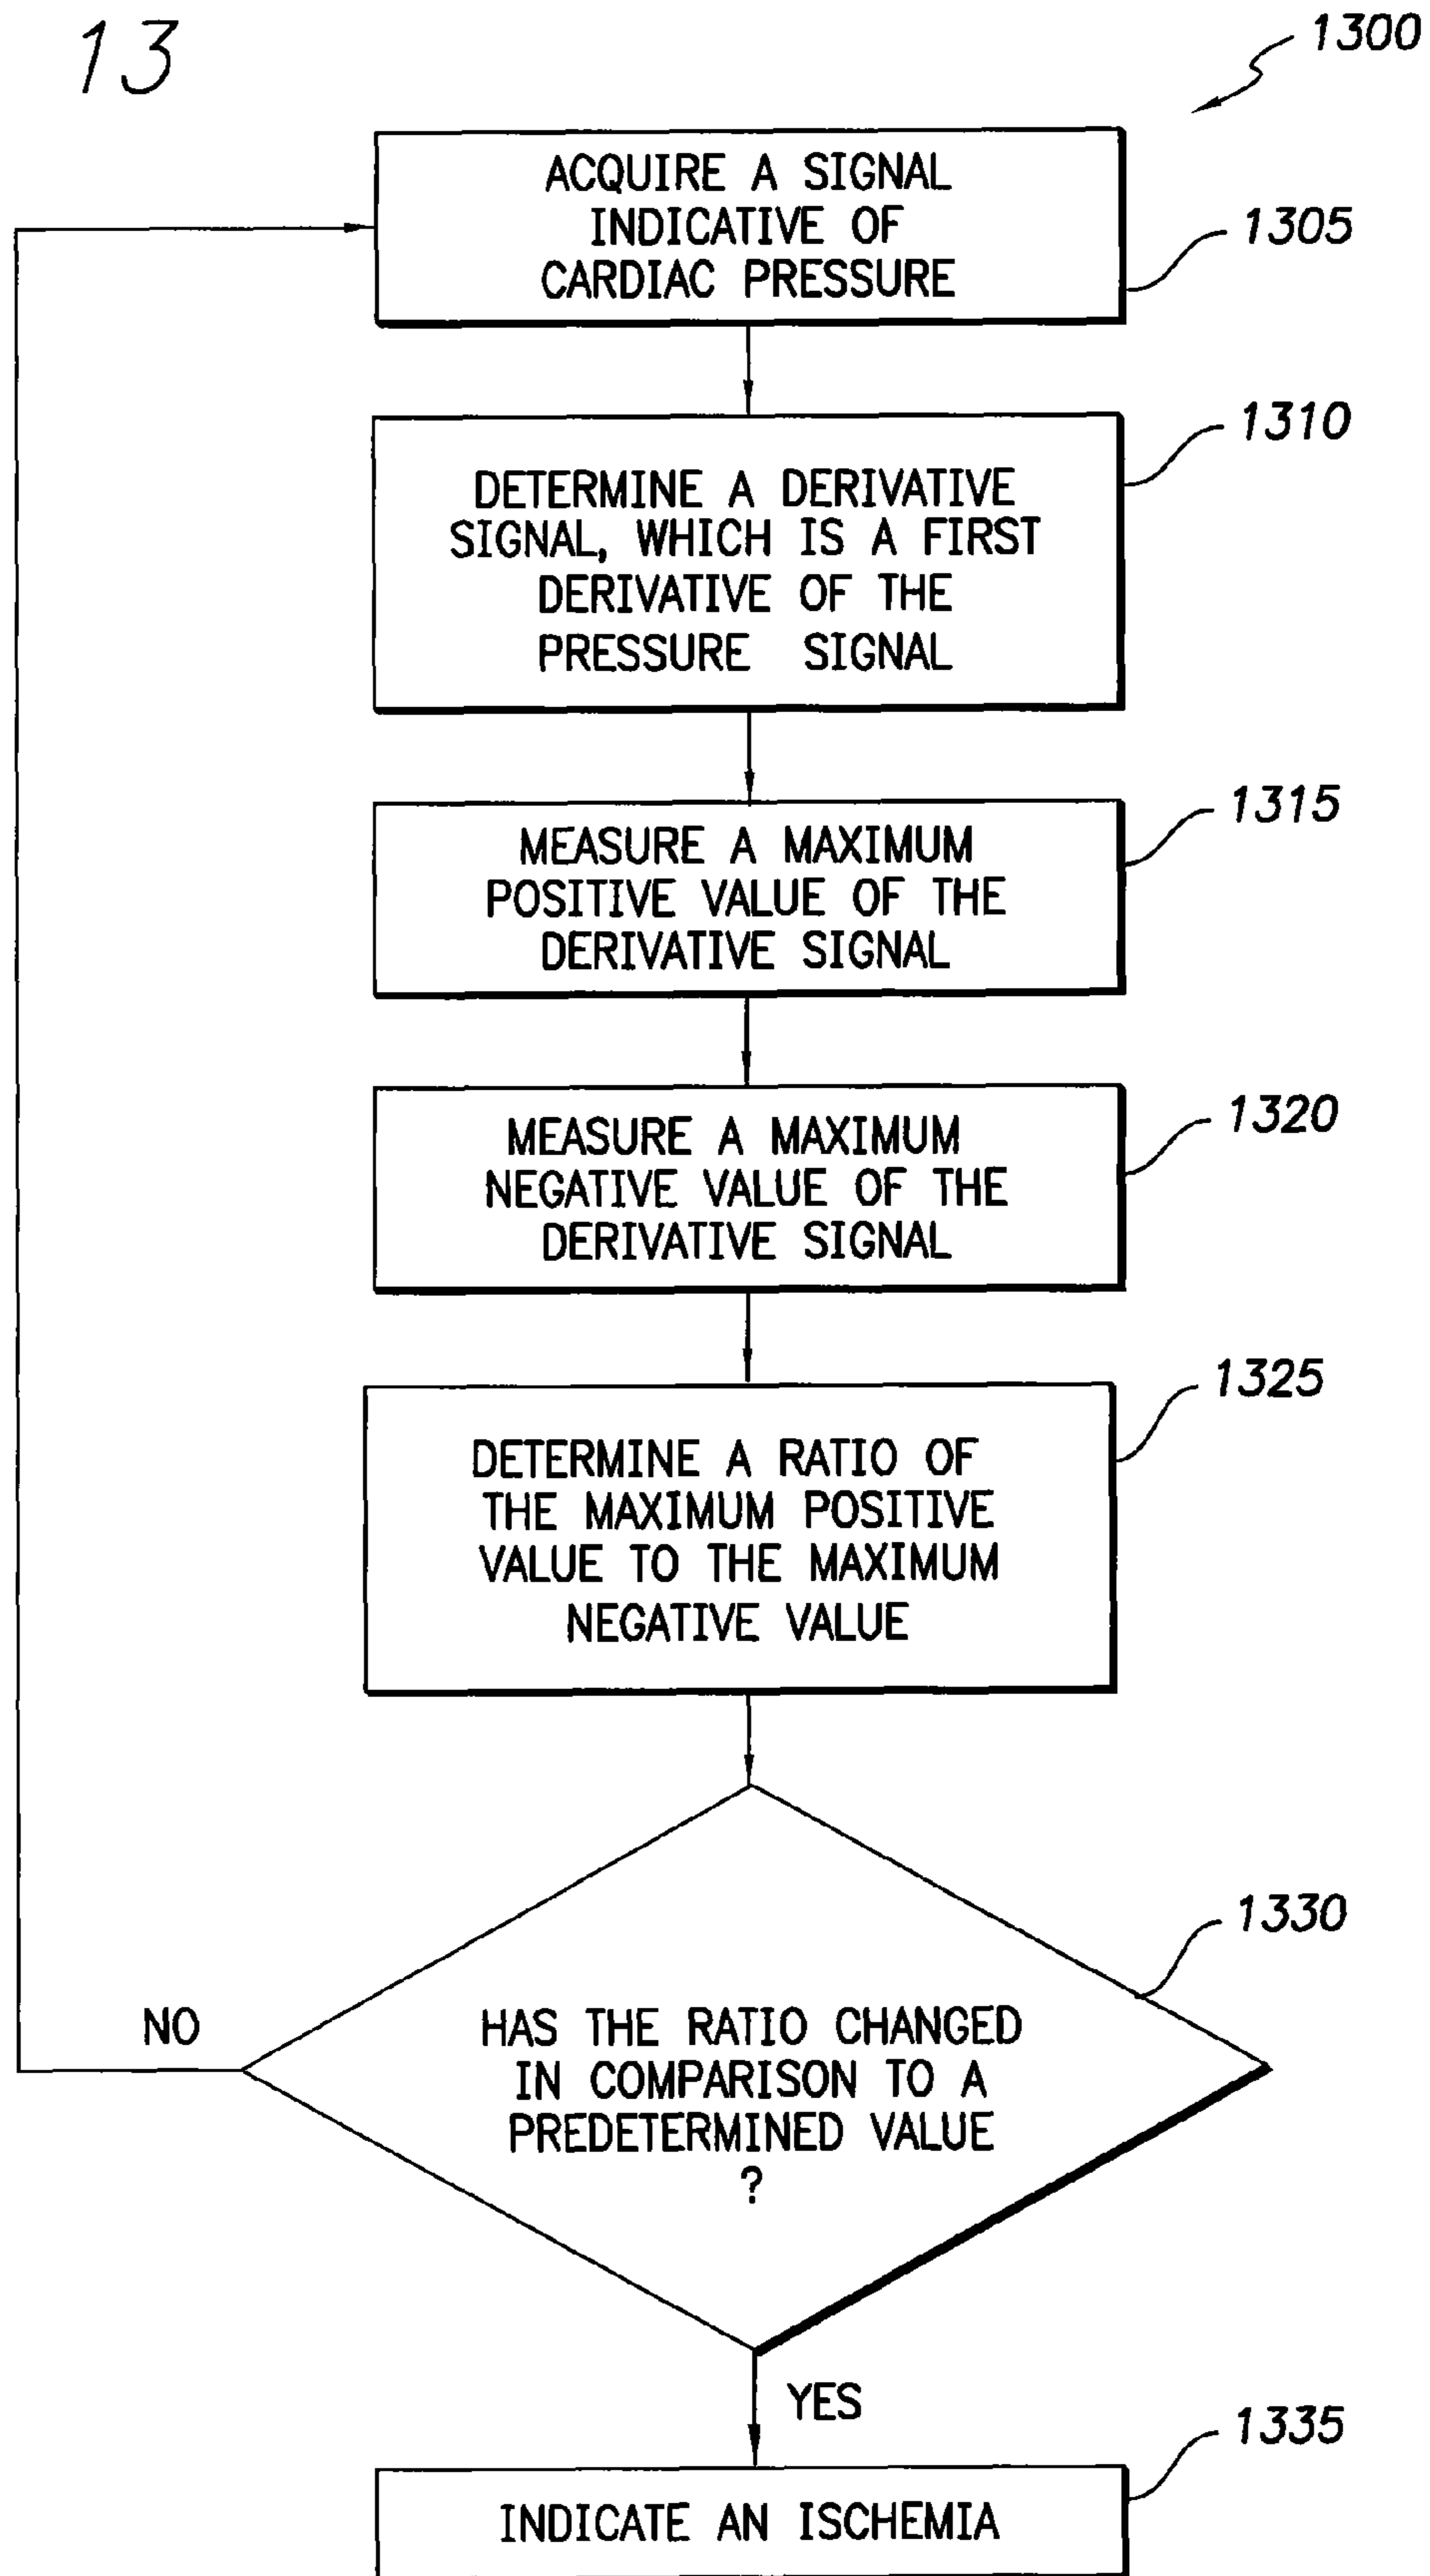 13
1300
ACQUIRE A SIGNAL
INDICATIVE OF
CARDIAC PRESSURE
1305
DETERMINE A DERIVATIVE
SIGNAL, WHICH IS A FIRST
DERIVATIVE OF THE
PRESSURE SIGNAL
1310
MEASURE A MAXIMUM
POSITIVE VALUE OF THE
DERIVATIVE SIGNAL
1315
MEASURE A MAXIMUM
NEGATIVE VALUE OF THE
DERIVATIVE SIGNAL
1320
DETERMINE A RATIO OF
THE MAXIMUM POSITIVE
VALUE TO THE MAXIMUM
NEGATIVE VALUE
1325
HAS THE RATIO CHANGED
IN COMPARISON TO A
PREDETERMINED VALUE
?
1330
NO
YES
INDICATE AN ISCHEMIA
1335